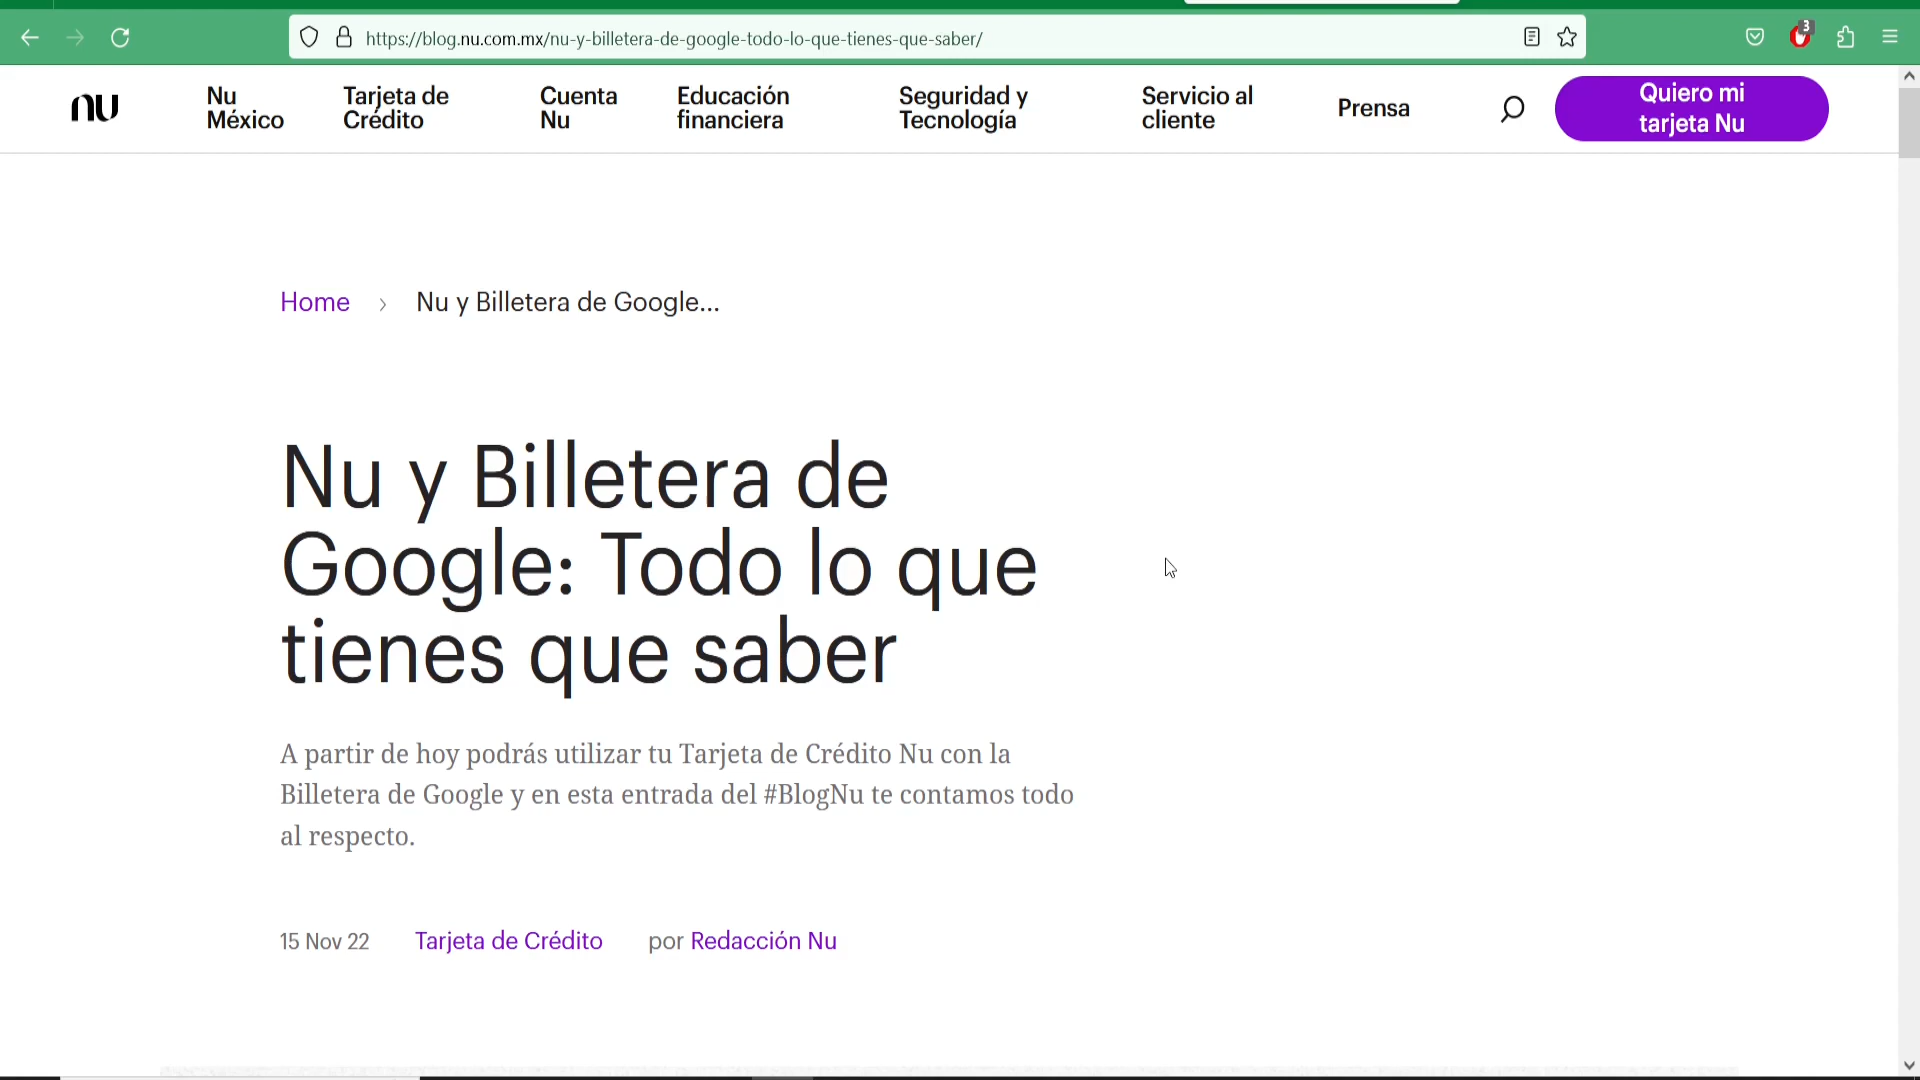 https://blog.nu.com.mx/nu-y-billetera-de-google-todo-lo-que-tienes-que-saber/
3
nu
Nu México
Tarjeta de Crédito
Cuenta Nu
Educación financiera
Seguridad y Tecnología
Servicio al cliente
Prensa
Quiero mi tarjeta Nu
Home › Nu y Billetera de Google...
Nu y Billetera de
Google: Todo lo que
tienes que saber
A partir de hoy podrás utilizar tu Tarjeta de Crédito Nu con la
Billetera de Google y en esta entrada del #BlogNu te contamos todo
al respecto.
15 Nov 22 Tarjeta de Crédito por Redacción Nu